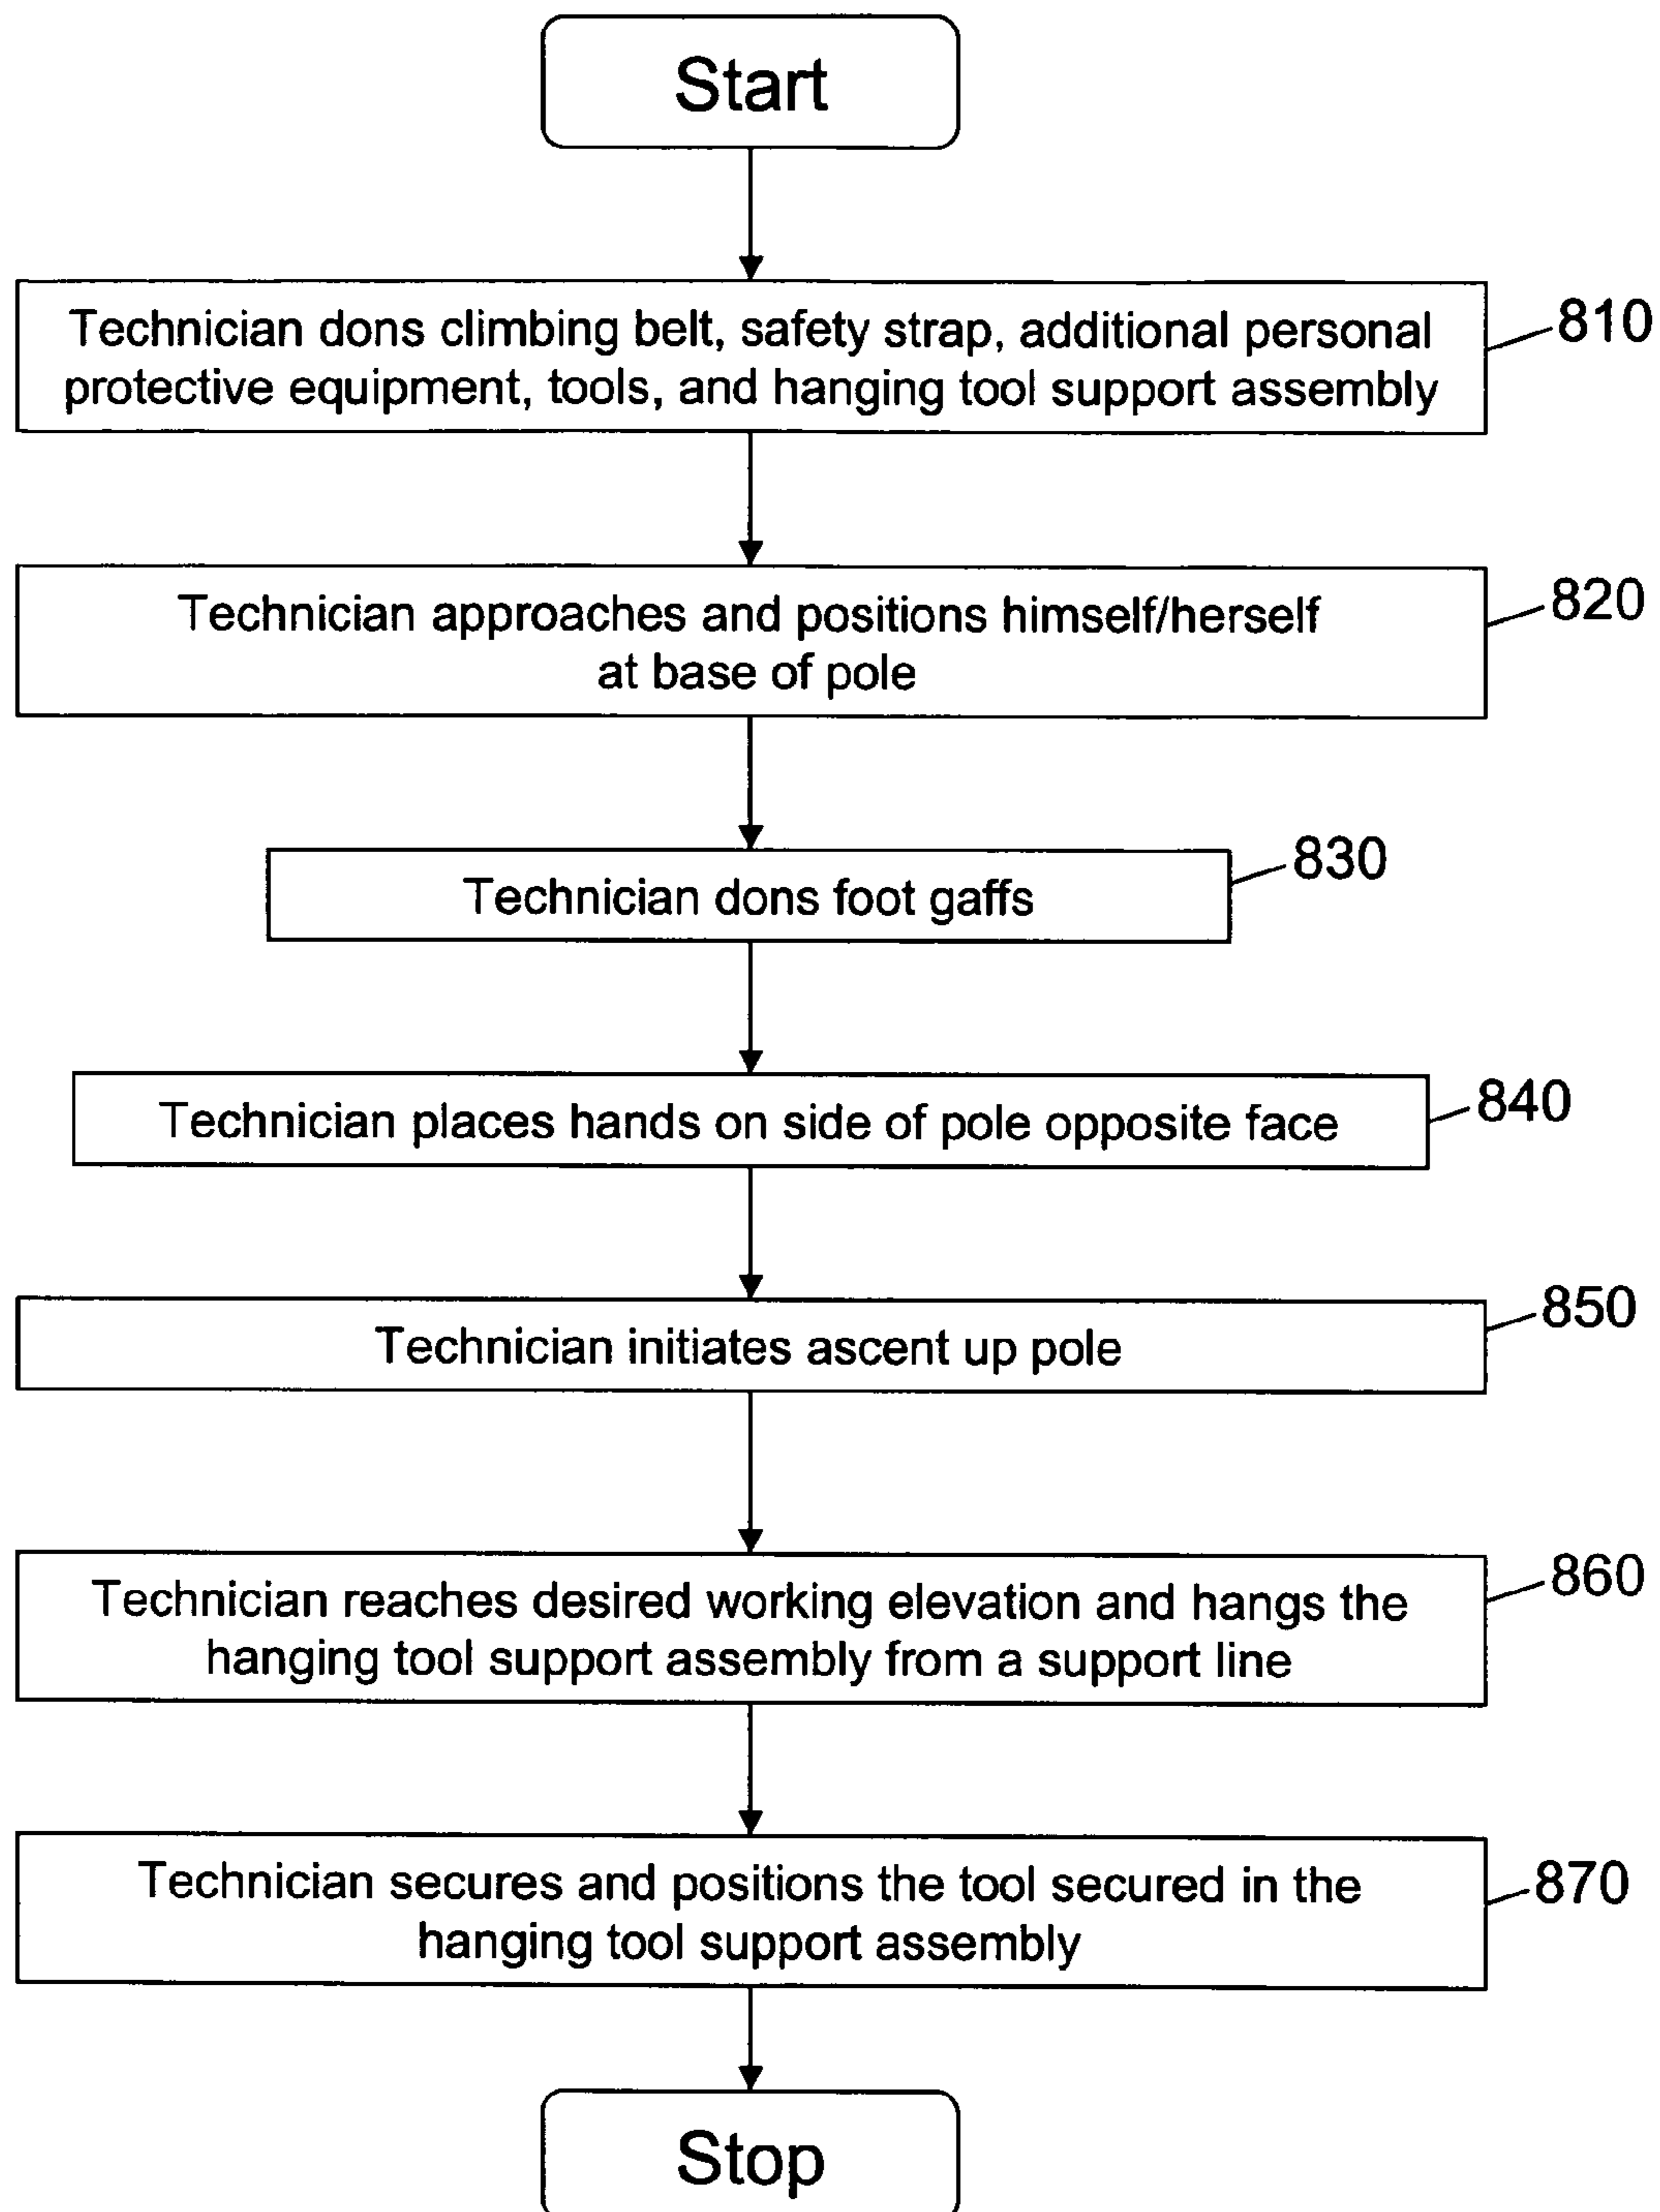 Start
Technician dons climbing belt, safety strap, additional personal
protective equipment, tools, and hanging tool support assembly
810
Technician approaches and positions himself/herself
at base of pole
820
Technician dons foot gaffs
830
Technician places hands on side of pole opposite face
840
Technician initiates ascent up pole
850
Technician reaches desired working elevation and hangs the
hanging tool support assembly from a support line
860
Technician secures and positions the tool secured in the
hanging tool support assembly
870
Stop